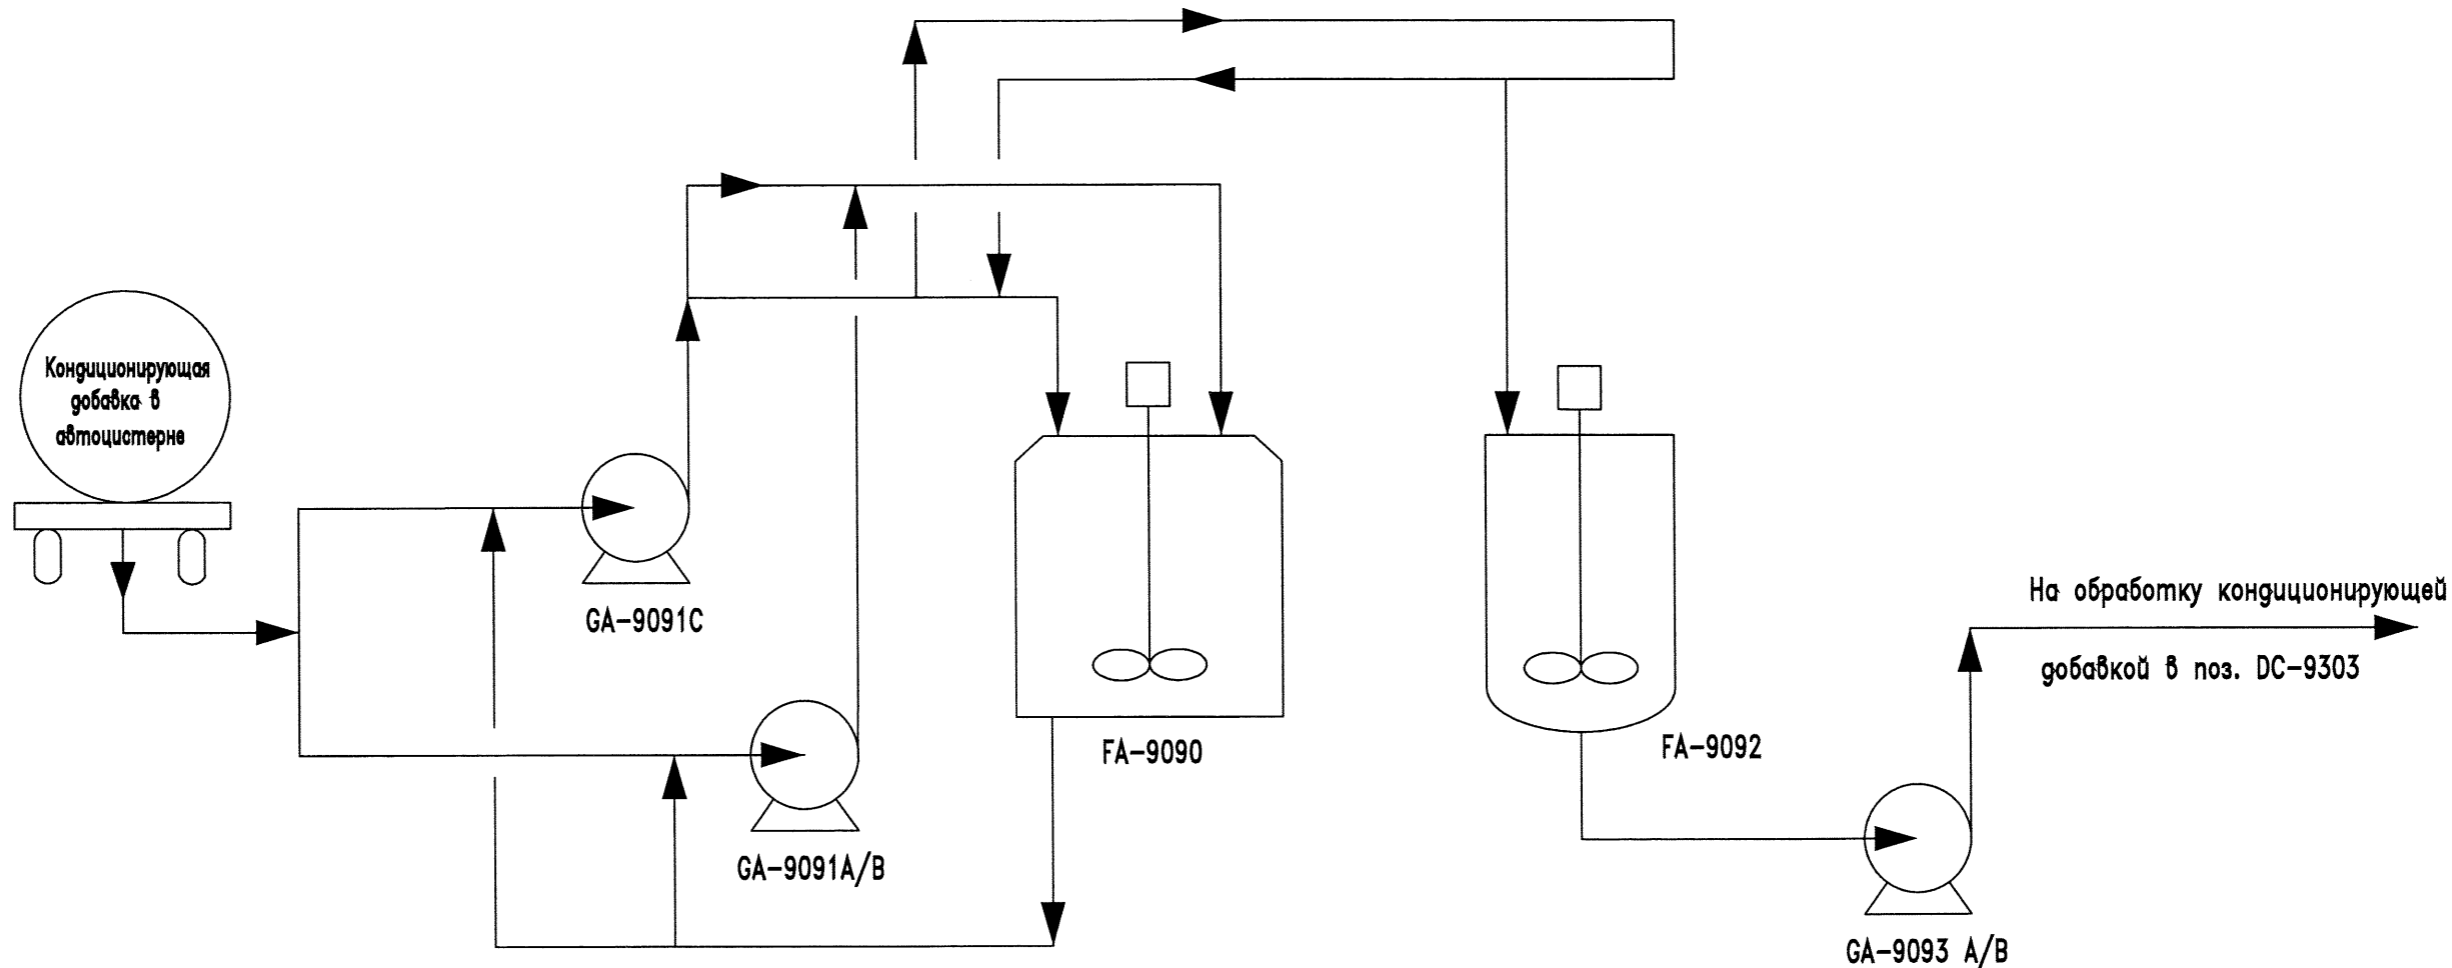 Кондиционирующая
добавка в
автоцистерне
GA-9091C
GA-9091A/B
FA-9090
FA-9092
На обработку кондиционирующей
добавкой в поз. DC-9303
GA-9093 A/B